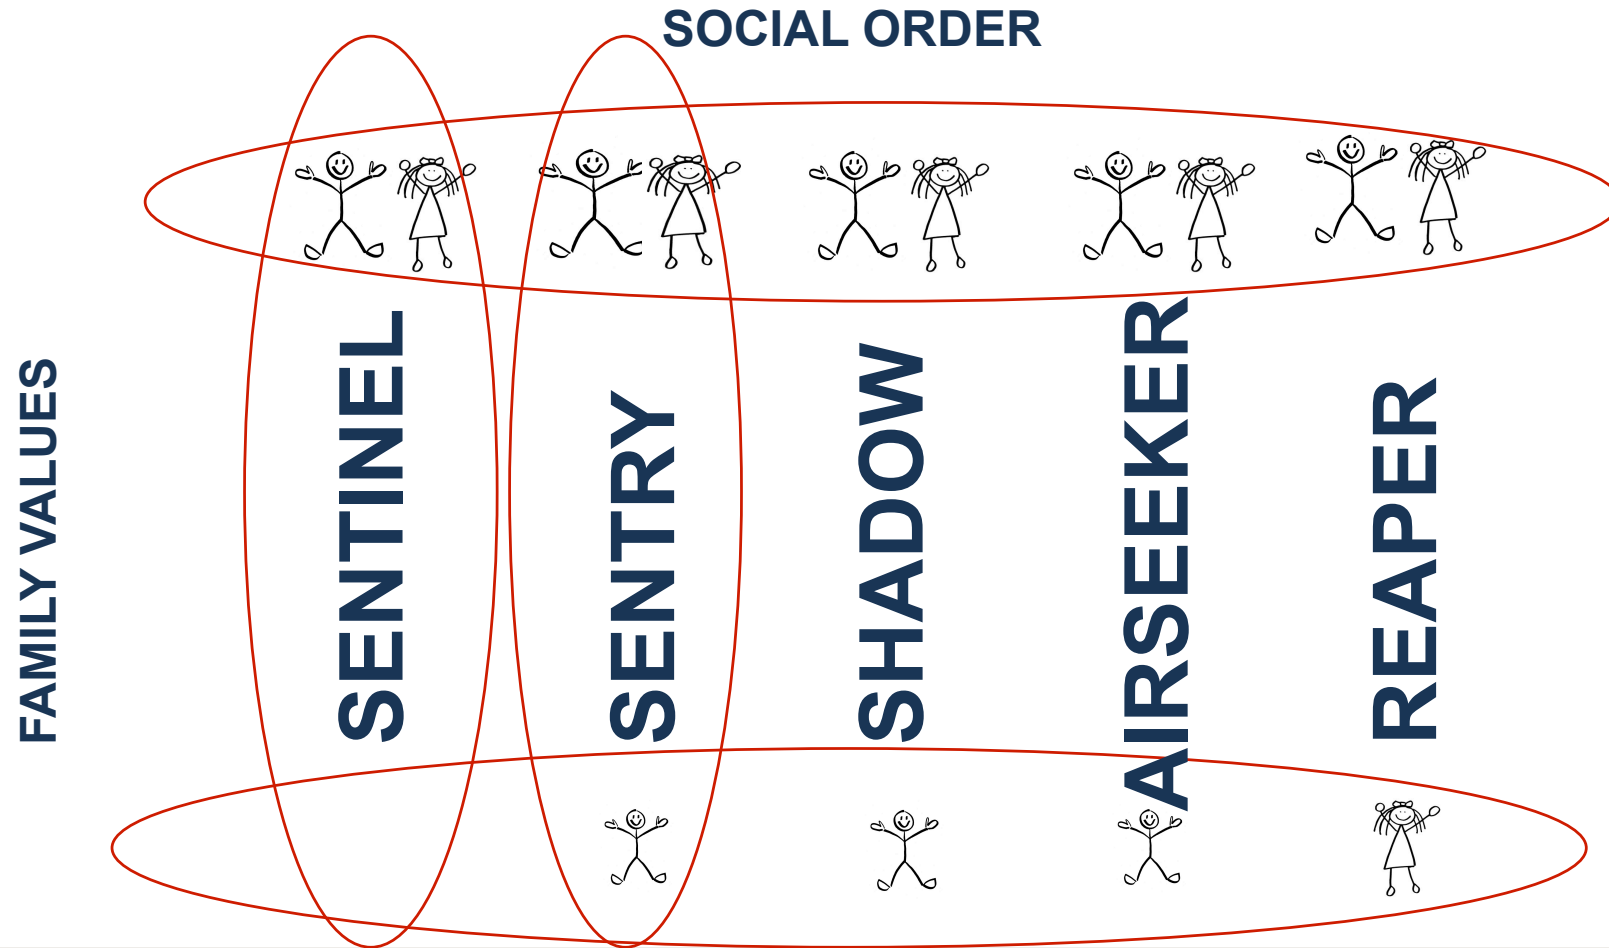 SOCIAL ORDER
FAMILY VALUES
SENTINEL
SENTRY
SHADOW
AIRSEEKER
REAPER